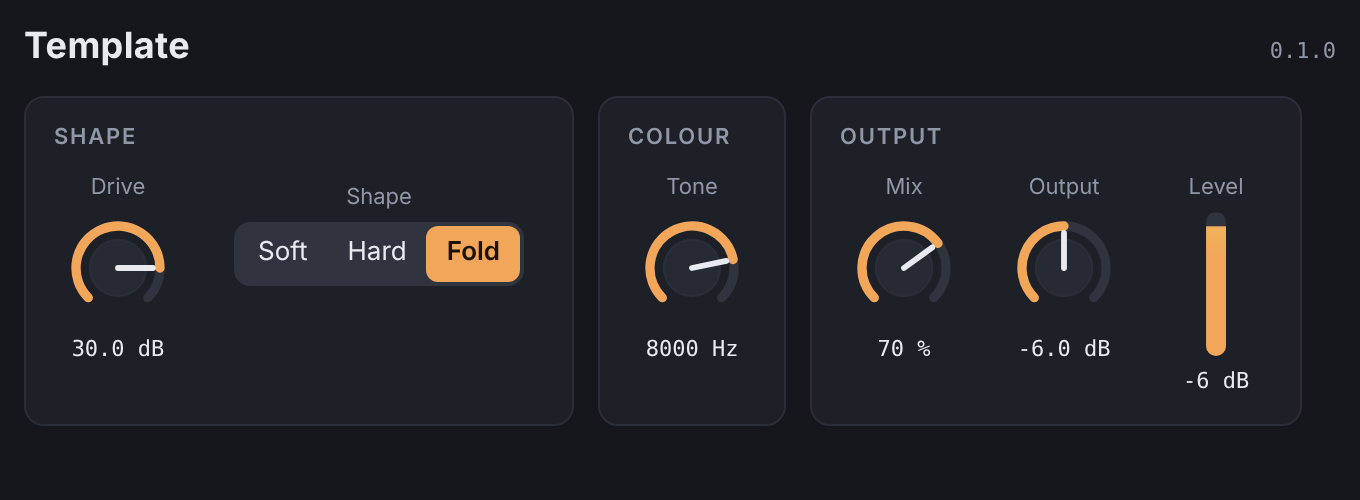 Template
0.1.0
SHAPE
Drive
30.0 dB
Shape
Soft Hard Fold
COLOUR
Tone
8000 Hz
OUTPUT
Mix
70 %
Output
-6.0 dB
Level
-6 dB